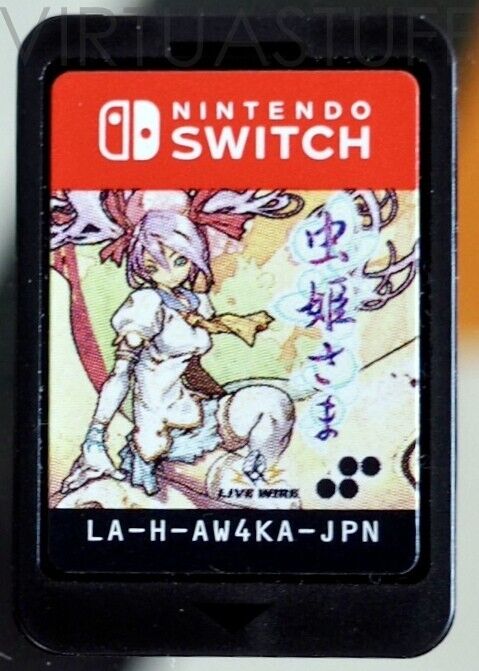 VIRTUASTUFF
NINTENDO
SWITCH
虫姫さま
LIVE WIRE
LA-H-AW4KA-JPN